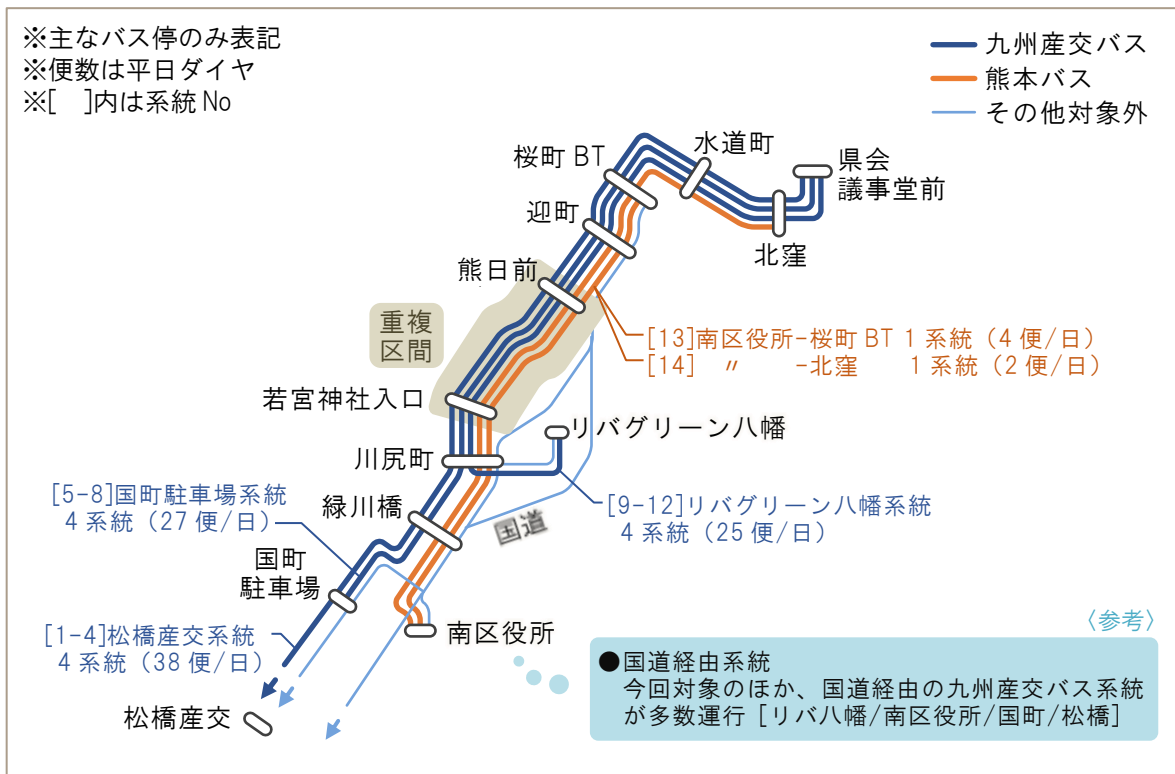 ※主なバス停のみ表記
※便数は平日ダイヤ
※[　]内は系統No
九州産交バス
熊本バス
その他対象外
水道町
桜町BT
県会
議事堂前
迎町
北窪
熊日前
重複
区間
[13]南区役所−桜町BT 1系統（4便/日）
[14]　〃　−北窪　1系統（2便/日）
若宮神社入口
リバグリーン八幡
川尻町
[5-8]国町駐車場系統
4系統（27便/日）
緑川橋
国道
[9-12]リバグリーン八幡系統
4系統（25便/日）
国町
駐車場
[1-4]松橋産交系統
4系統（38便/日）
南区役所
松橋産交
〈参考〉
●国道経由系統
今回対象のほか、国道経由の九州産交バス系統
が多数運行［リバ八幡/南区役所/国町/松橋］